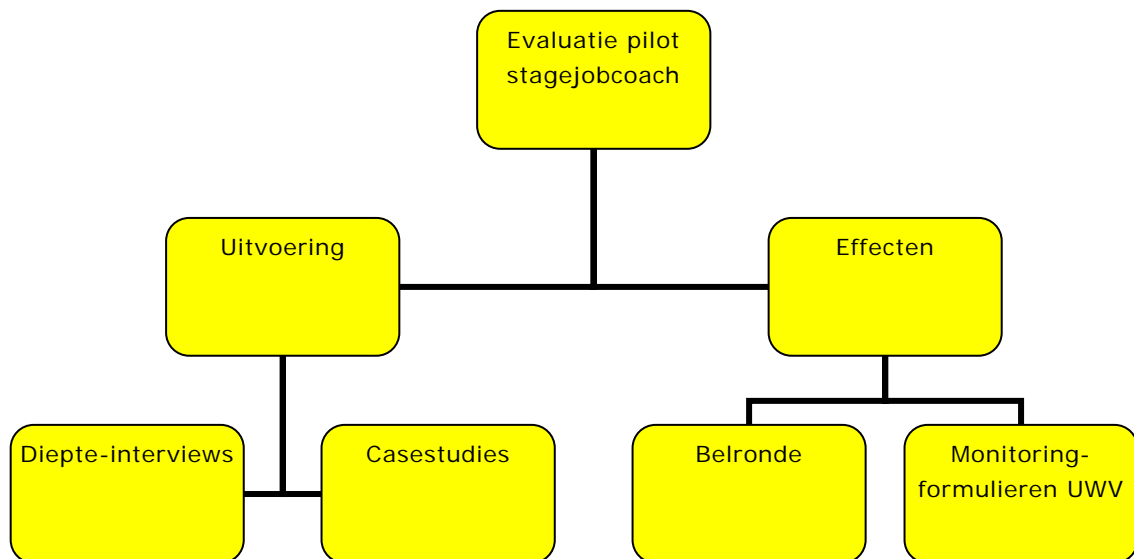 Evaluatie pilot
stagejobcoach
Uitvoering
Effecten
Diepte-interviews
Casestudies
Belronde
Monitoring-
formulieren UWV